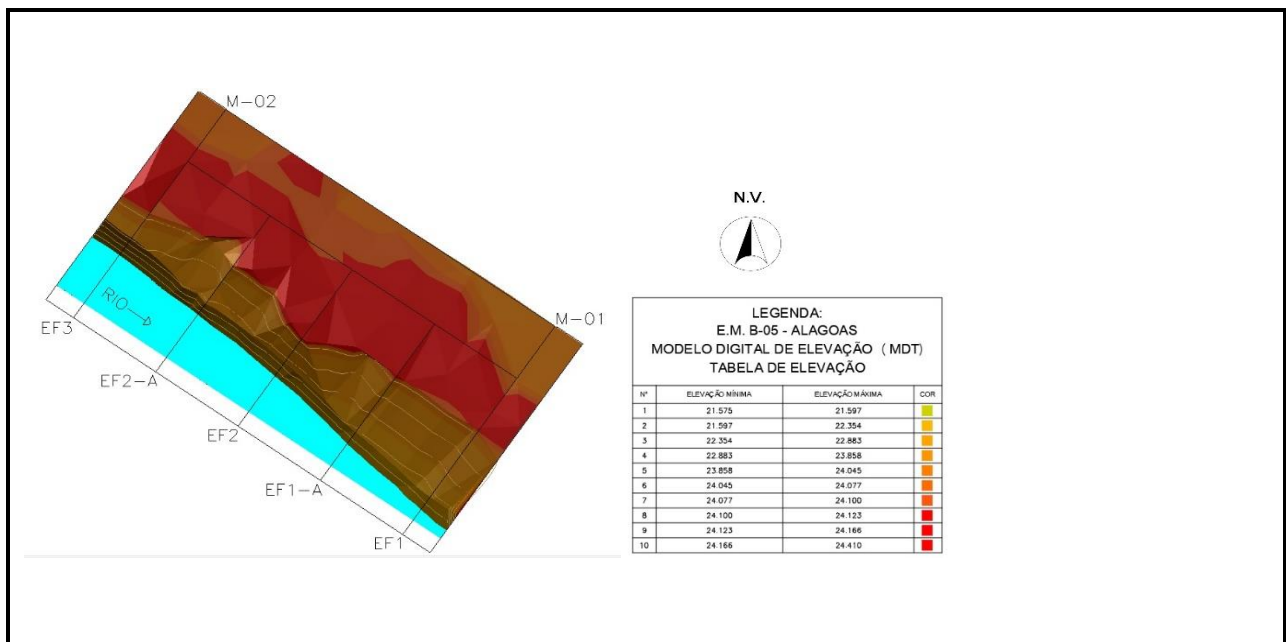 M-02
M-01
RIO
EF3
EF2-A
EF2
EF1-A
EF1
N.V.
LEGENDA:
E.M. B-05 - ALAGOAS
MODELO DIGITAL DE ELEVAÇÃO ( MDT)
TABELA DE ELEVAÇÃO
Nº ELEVAÇÃO MÍNIMA ELEVAÇÃO MÁXIMA COR
1 21.575 21.597
2 21.597 22.354
3 22.354 22.883
4 22.883 23.858
5 23.858 24.045
6 24.045 24.077
7 24.077 24.100
8 24.100 24.123
9 24.123 24.166
10 24.166 24.410